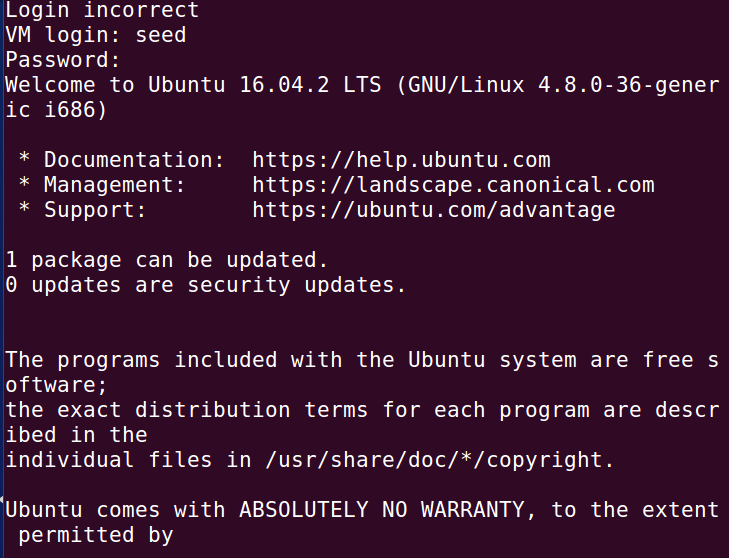 Login incorrect
VM login: seed
Password:
Welcome to Ubuntu 16.04.2 LTS (GNU/Linux 4.8.0-36-gener
ic i686)

 * Documentation:  https://help.ubuntu.com
 * Management:     https://landscape.canonical.com
 * Support:        https://ubuntu.com/advantage

1 package can be updated.
0 updates are security updates.


The programs included with the Ubuntu system are free s
oftware;
the exact distribution terms for each program are descr
ibed in the
individual files in /usr/share/doc/*/copyright.

Ubuntu comes with ABSOLUTELY NO WARRANTY, to the extent
 permitted by